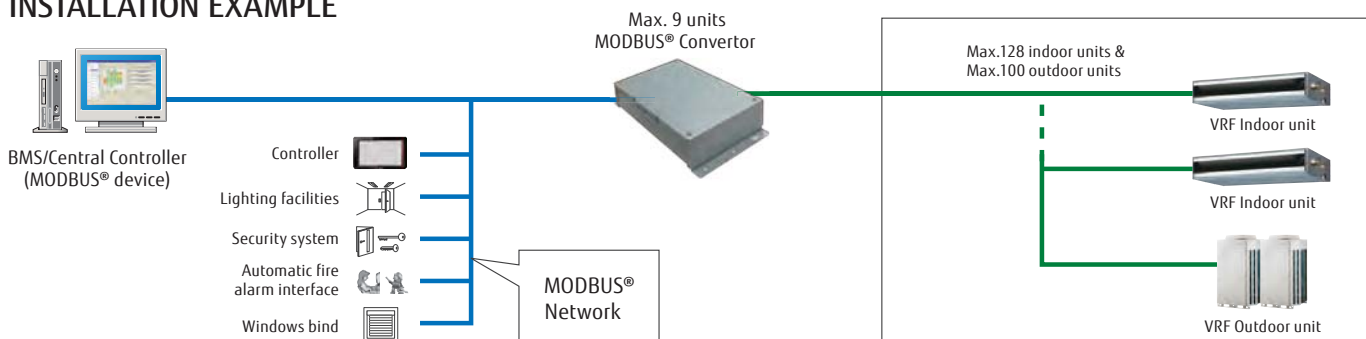 INSTALLATION EXAMPLE
Max. 9 units
MODBUS® Convertor
Max.128 indoor units &
Max.100 outdoor units
BMS/Central Controller
(MODBUS® device)
Controller
Lighting facilities
Security system
Automatic fire
alarm interface
Windows bind
MODBUS®
Network
VRF Indoor unit
VRF Indoor unit
VRF Outdoor unit